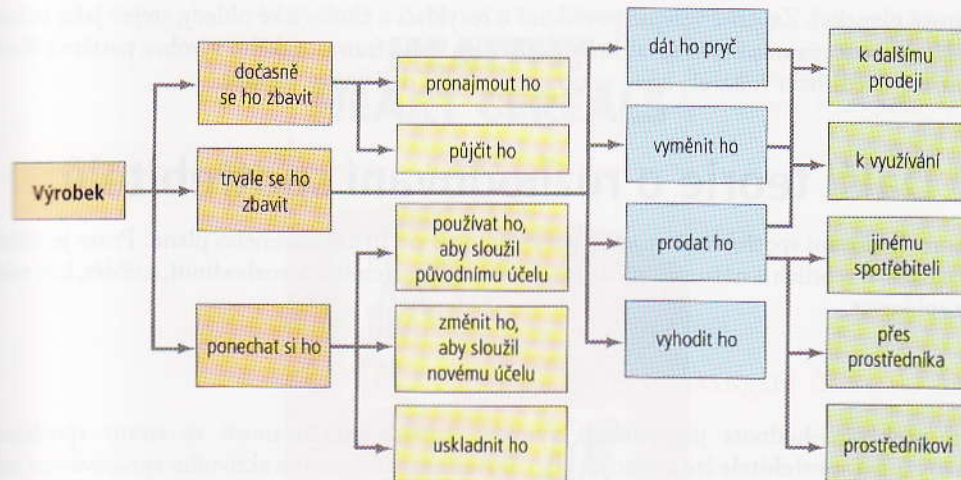 Výrobek
dočasně
se ho zbavit
trvale se ho
zbavit
ponechat si ho
pronajmout ho
půjčit ho
používat ho,
aby sloužil
původnímu účelu
změnit ho,
aby sloužil
novému účelu
uskladnit ho
dát ho pryč
vyměnit ho
prodat ho
vyhodit ho
k dalšímu
prodeji
k využívání
jinému
spotřebiteli
přes
prostředníka
prostředníkovi